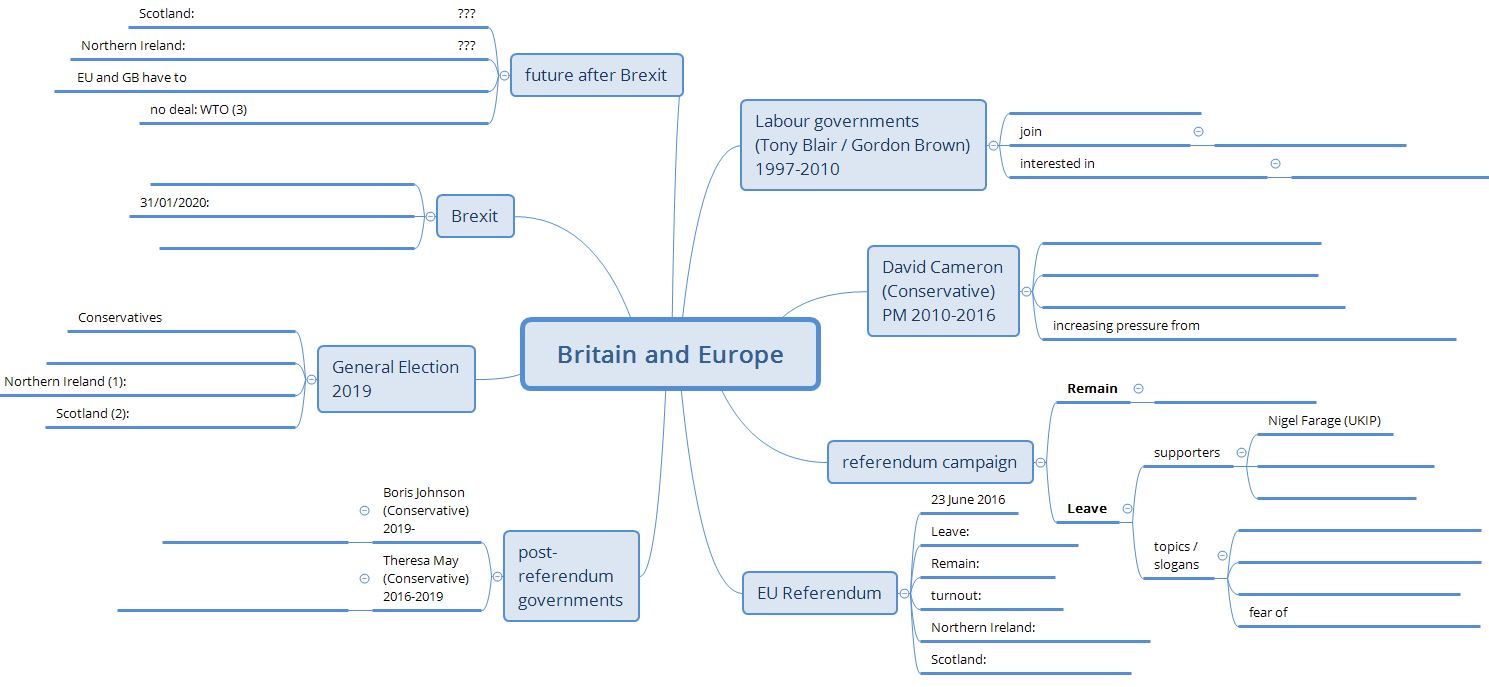 Britain and Europe
Labour governments
(Tony Blair / Gordon Brown)
1997-2010
join
interested in
David Cameron
(Conservative)
PM 2010-2016
increasing pressure from
referendum campaign
Remain
Leave
supporters
Nigel Farage (UKIP)
topics /
slogans
fear of
EU Referendum
23 June 2016
Leave:
Remain:
turnout:
Northern Ireland:
Scotland:
post-
referendum
governments
Boris Johnson
(Conservative)
2019-
Theresa May
(Conservative)
2016-2019
General Election
2019
Conservatives
Northern Ireland (1):
Scotland (2):
Brexit
31/01/2020:
future after Brexit
Scotland: ???
Northern Ireland: ???
EU and GB have to
no deal: WTO (3)